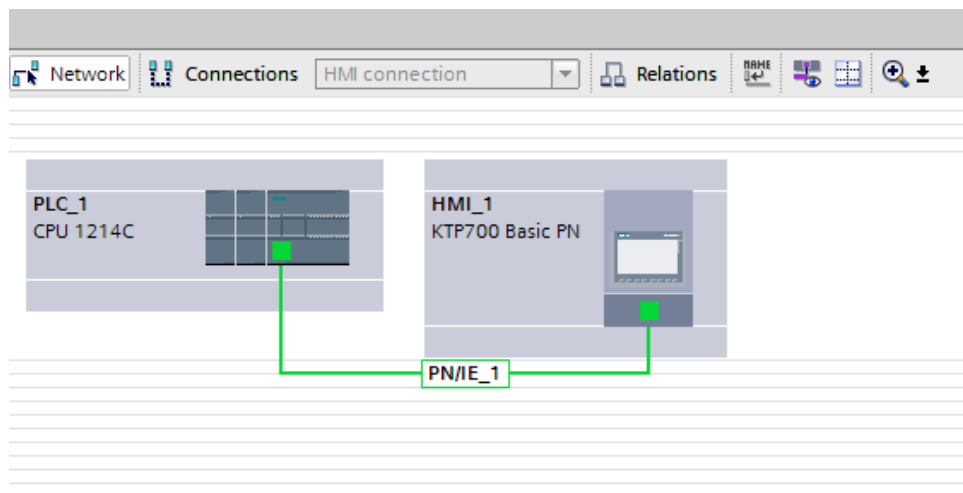 Network Connections HMI connection Relations NAME
PLC_1
CPU 1214C
HMI_1
KTP700 Basic PN
PN/IE_1